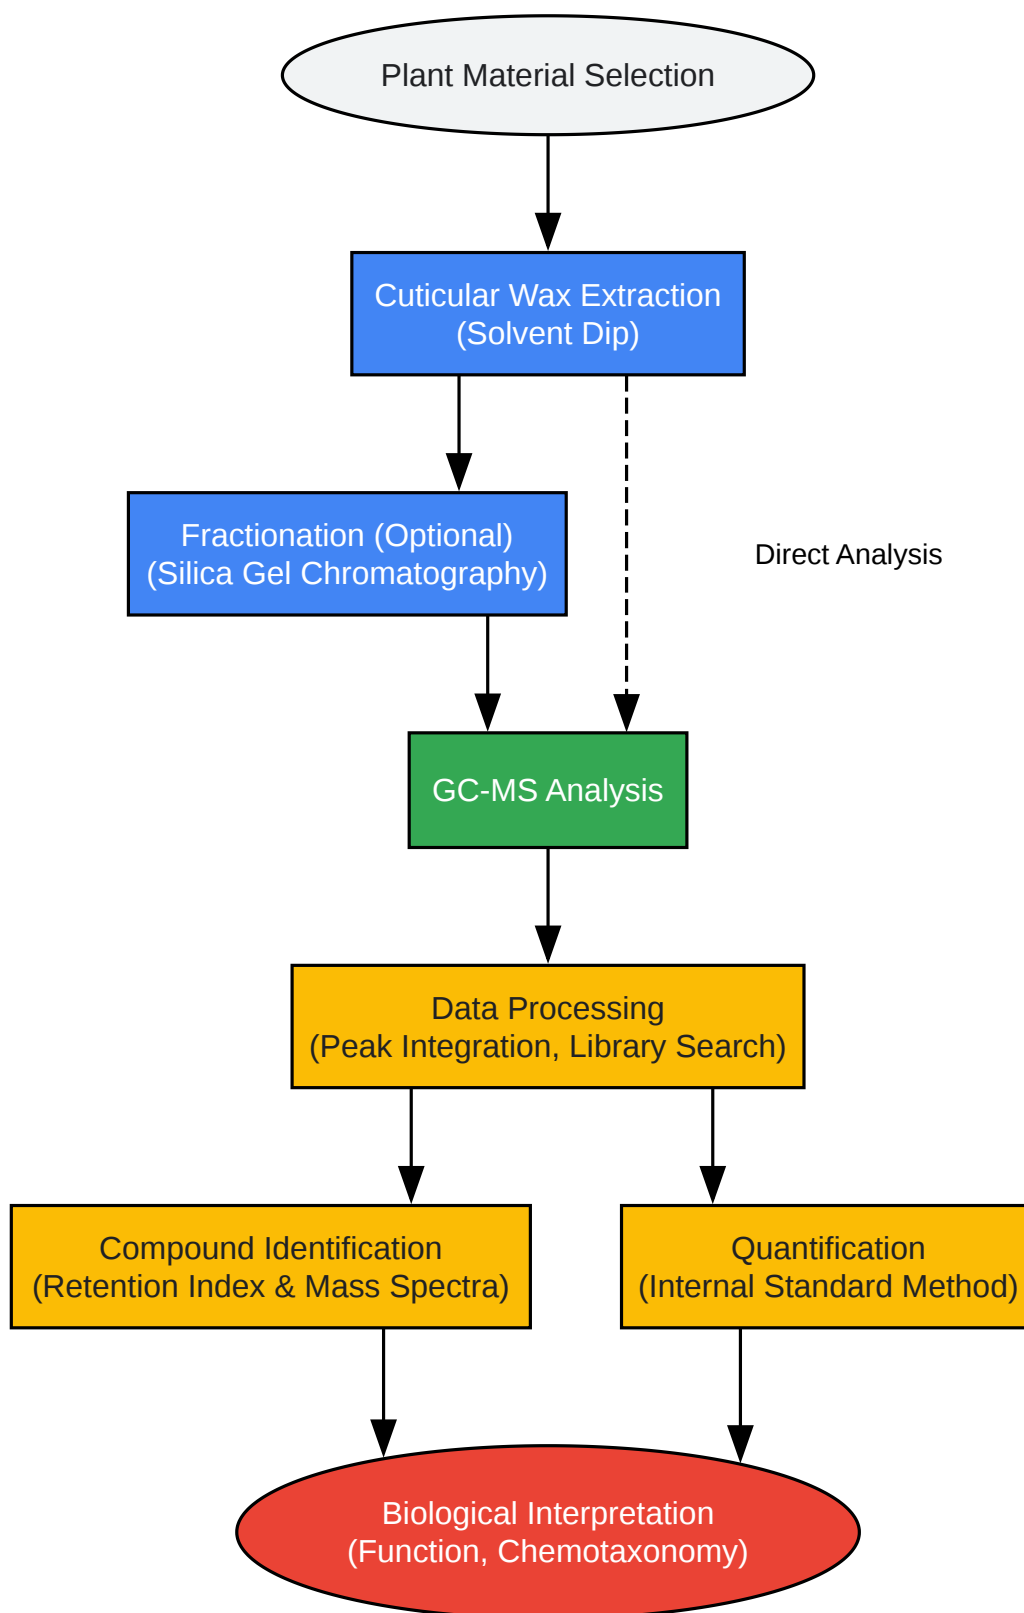 Plant Material Selection
Cuticular Wax Extraction
(Solvent Dip)
Fractionation (Optional)
(Silica Gel Chromatography)
Direct Analysis
GC-MS Analysis
Data Processing
(Peak Integration, Library Search)
Compound Identification
(Retention Index & Mass Spectra)
Quantification
(Internal Standard Method)
Biological Interpretation
(Function, Chemotaxonomy)